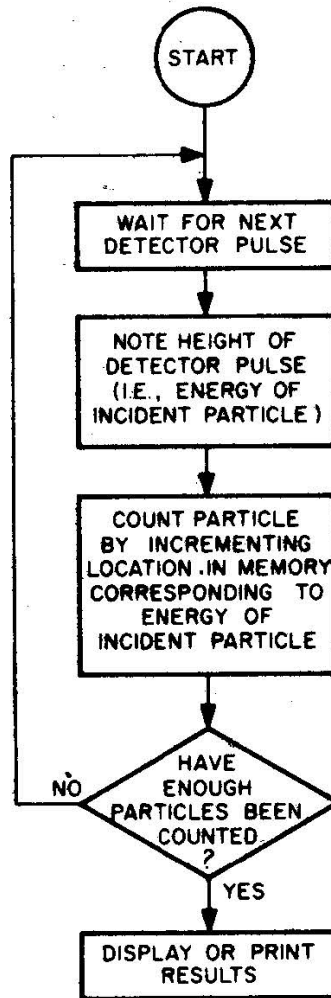 START
WAIT FOR NEXT
DETECTOR PULSE
NOTE HEIGHT OF
DETECTOR PULSE
(I.E., ENERGY OF
INCIDENT PARTICLE)
COUNT PARTICLE
BY INCREMENTING
LOCATION IN MEMORY
CORRESPONDING TO
ENERGY OF
INCIDENT PARTICLE
HAVE
ENOUGH
PARTICLES BEEN
COUNTED
?
NO
YES
DISPLAY OR PRINT
RESULTS